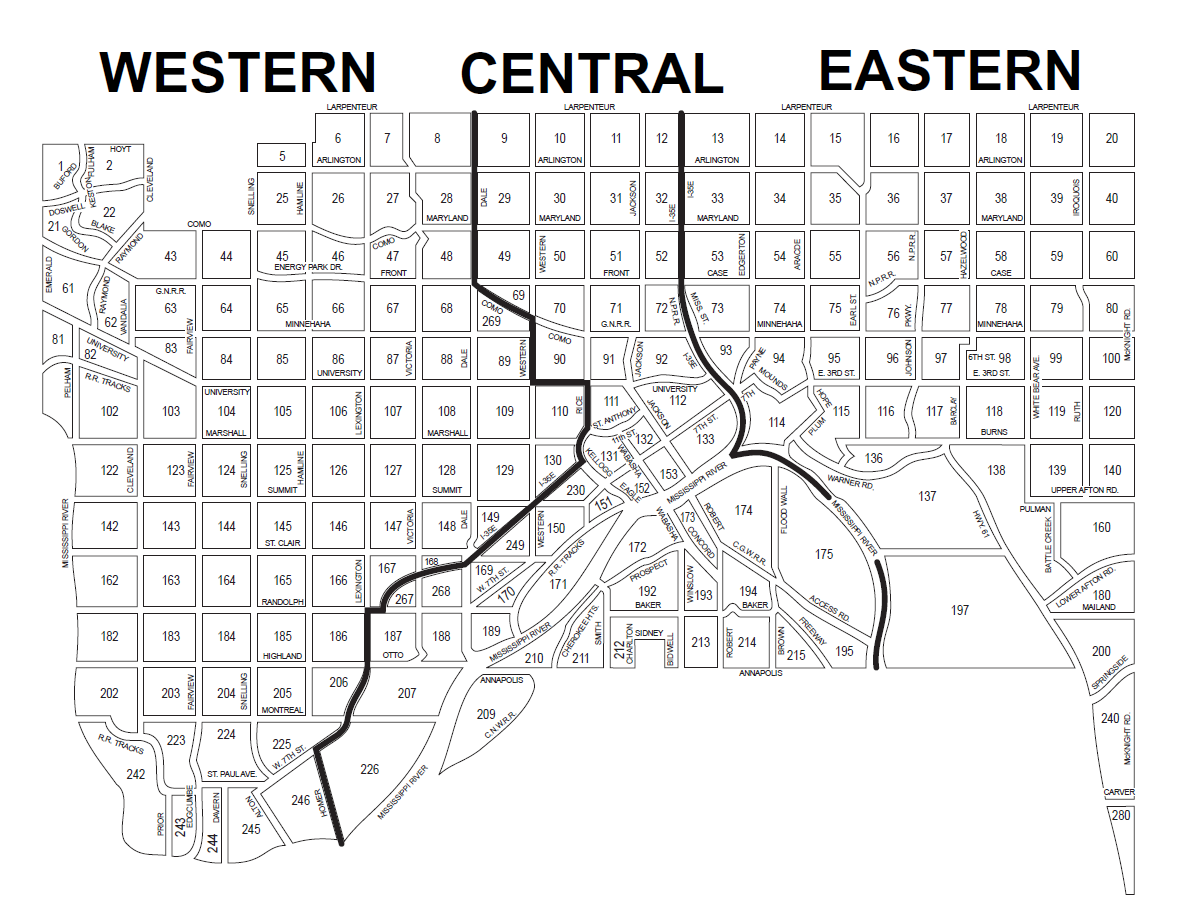 WESTERN CENTRAL EASTERN
LARPENTEUR LARPENTEUR LARPENTEUR LARPENTEUR
6 7 8 9 10 11 12 13 14 15 16 17 18 19 20
ARLINGTON ARLINGTON ARLINGTON ARLINGTON
HOYT
5
1 2
BUFORD
FULHAM
KESTON
CLEVELAND
SNELLING
25
HAMLINE
26 27 28
DALE
29 30 31
JACKSON
32
I-35E
I-35E
33 34 35 36 37 38 39
IROQUOIS
40
MARYLAND MARYLAND MARYLAND MARYLAND
DOSWELL
22
21
BLAKE
GORDON
RAYMOND
COMO
43 44 45 46
COMO
47 48 49
WESTERN
50 51 52 53
EDGERTON
54
ARACDE
55 56
N.P.R.R.
57
HAZELWOOD
58 59 60
ENERGY PARK DR.
FRONT FRONT CASE CASE
EMERALD
61
RAYMOND
62
VANDALIA
G.N.R.R.
63
FAIRVIEW
64 65 66 67 68
69
COMO
269
70 71 72
N.P.R.R.
MISS. ST.
73 74 75
EARL ST.
N.P.R.R.
76
PKWY.
77 78 79 80
McKNIGHT RD.
MINNEHAHA G.N.R.R. MINNEHAHA MINNEHAHA
81
82
UNIVERSITY
83
84 85 86 87
VICTORIA
88
DALE
89
WESTERN
COMO
90 91
JACKSON
92
I-35E
93
PAYNE
94 95 96
JOHNSON
97
6TH ST.
98 99 100
UNIVERSITY E. 3RD ST. E. 3RD ST.
PELHAM
R.R. TRACKS
102 103
UNIVERSITY
104 105 106
LEXINGTON
107 108 109 110
RICE
111
ST. ANTHONY
UNIVERSITY
112
JACKSON
7TH
MOUNDS
114
HOPE
PLUM
115 116 117
BARCLAY
118
WHITE BEAR AVE
119
RUTH
120
MARSHALL MARSHALL BURNS
11th ST.
132
7TH ST.
133
122
CLEVELAND
123
FAIRVIEW
124
SNELLING
125
HAMLINE
126 127 128 129 130
I-35E
KELLOGG
131
WABASHA
153
136
WARNER RD.
137 138 139 140
SUMMIT SUMMIT UPPER AFTON RD.
230
EAGLE
152
151
MISSISSIPPI RIVER
MISSISSIPPI RIVER
142 143 144 145 146 147
VICTORIA
148
DALE
149
I-35E
249
WESTERN
150
WABASHA
173
CONCORD
ROBERT
174
FLOOD WALL
MISSISSIPPI RIVER
175
HWY. 61
PULMAN
BATTLE CREEK
160
ST. CLAIR
R.R. TRACKS
172
C.G.W.R.R.
162 163 164 165 166
LEXINGTON
167
168
267
268
169
W. 7TH ST.
170
171
PROSPECT
192
WINSLOW
193 194
ACCESS RD.
197
LOWER AFTON RD.
180
RANDOLPH BAKER BAKER MAILAND
182 183 184 185 186 187 188 189
MISSISSIPPI RIVER
210
CHEROKEE HTS.
211
SMITH
212
CHARLTON
SIDNEY
BIDWELL
213
ROBERT
214
BROWN
215
FREEWAY
195
200
SPRINGSIDE
HIGHLAND OTTO
ANNAPOLIS ANNAPOLIS
202 203
FAIRVIEW
204
SNELLING
205 206 207
209
C.N.W.R.R.
MONTREAL
240
McKNIGHT RD.
R.R. TRACKS
223 224 225
W. 7TH ST.
242
ST. PAUL AVE.
226
MISSISSIPPI RIVER
PRIOR
243
EDGCUMBE
DAVERN
244
ALTON
245
246
HOMER
CARVER
280